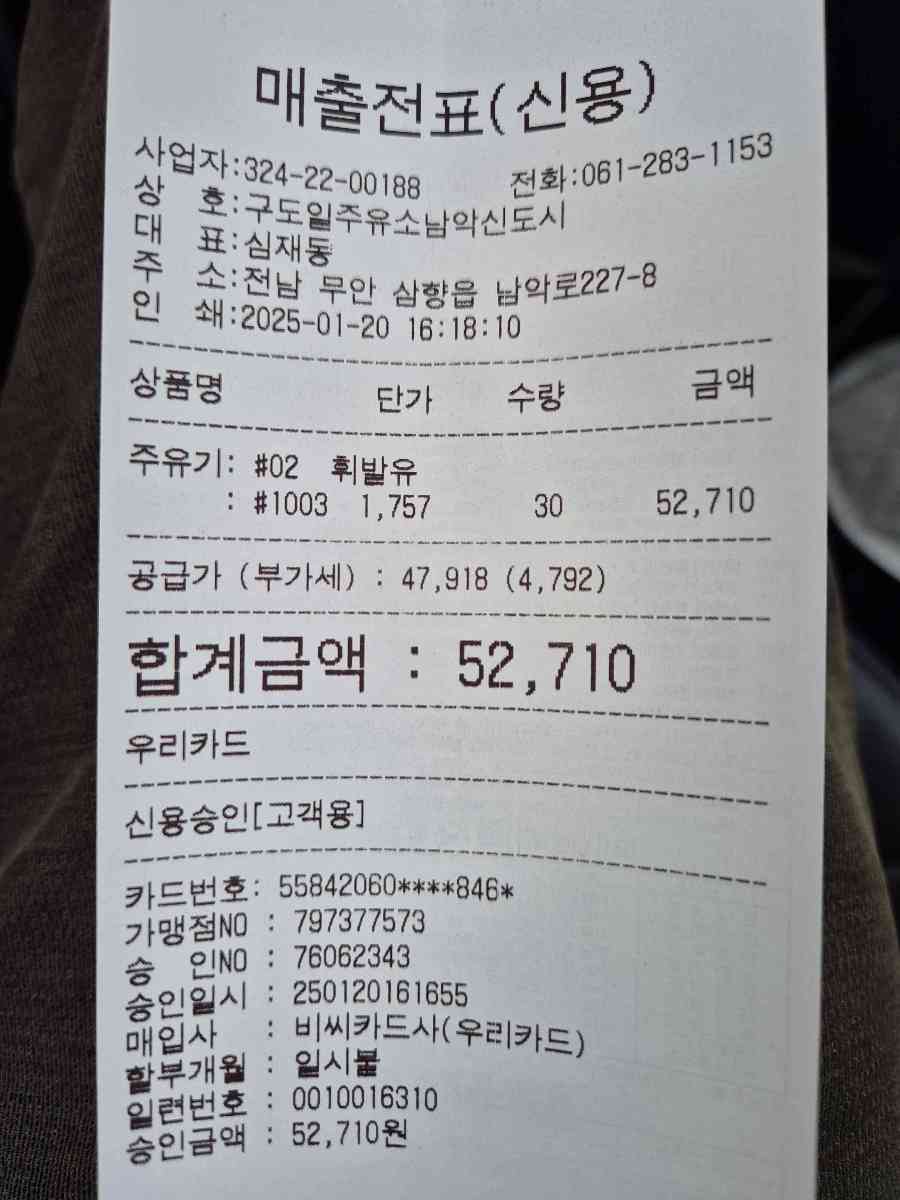 매출전표(신용)
사업자:324-22-00188 전화:061-283-1153
상 호:구도일주유소남악신도시
대 표:심재동
주 소:전남 무안 삼향읍 남악로227-8
인 쇄:2025-01-20 16:18:10
상품명 단가 수량 금액
주유기: #02 휘발유
: #1003 1,757 30 52,710
공급가 (부가세) : 47,918 (4,792)
합계금액 : 52,710
우리카드
신용승인[고객용]
카드번호: 55842060****846*
가맹점NO : 797377573
승 인NO : 76062343
승인일시 : 250120161655
매입사 : 비씨카드사(우리카드)
할부개월 : 일시불
일련번호 : 0010016310
승인금액 : 52,710원